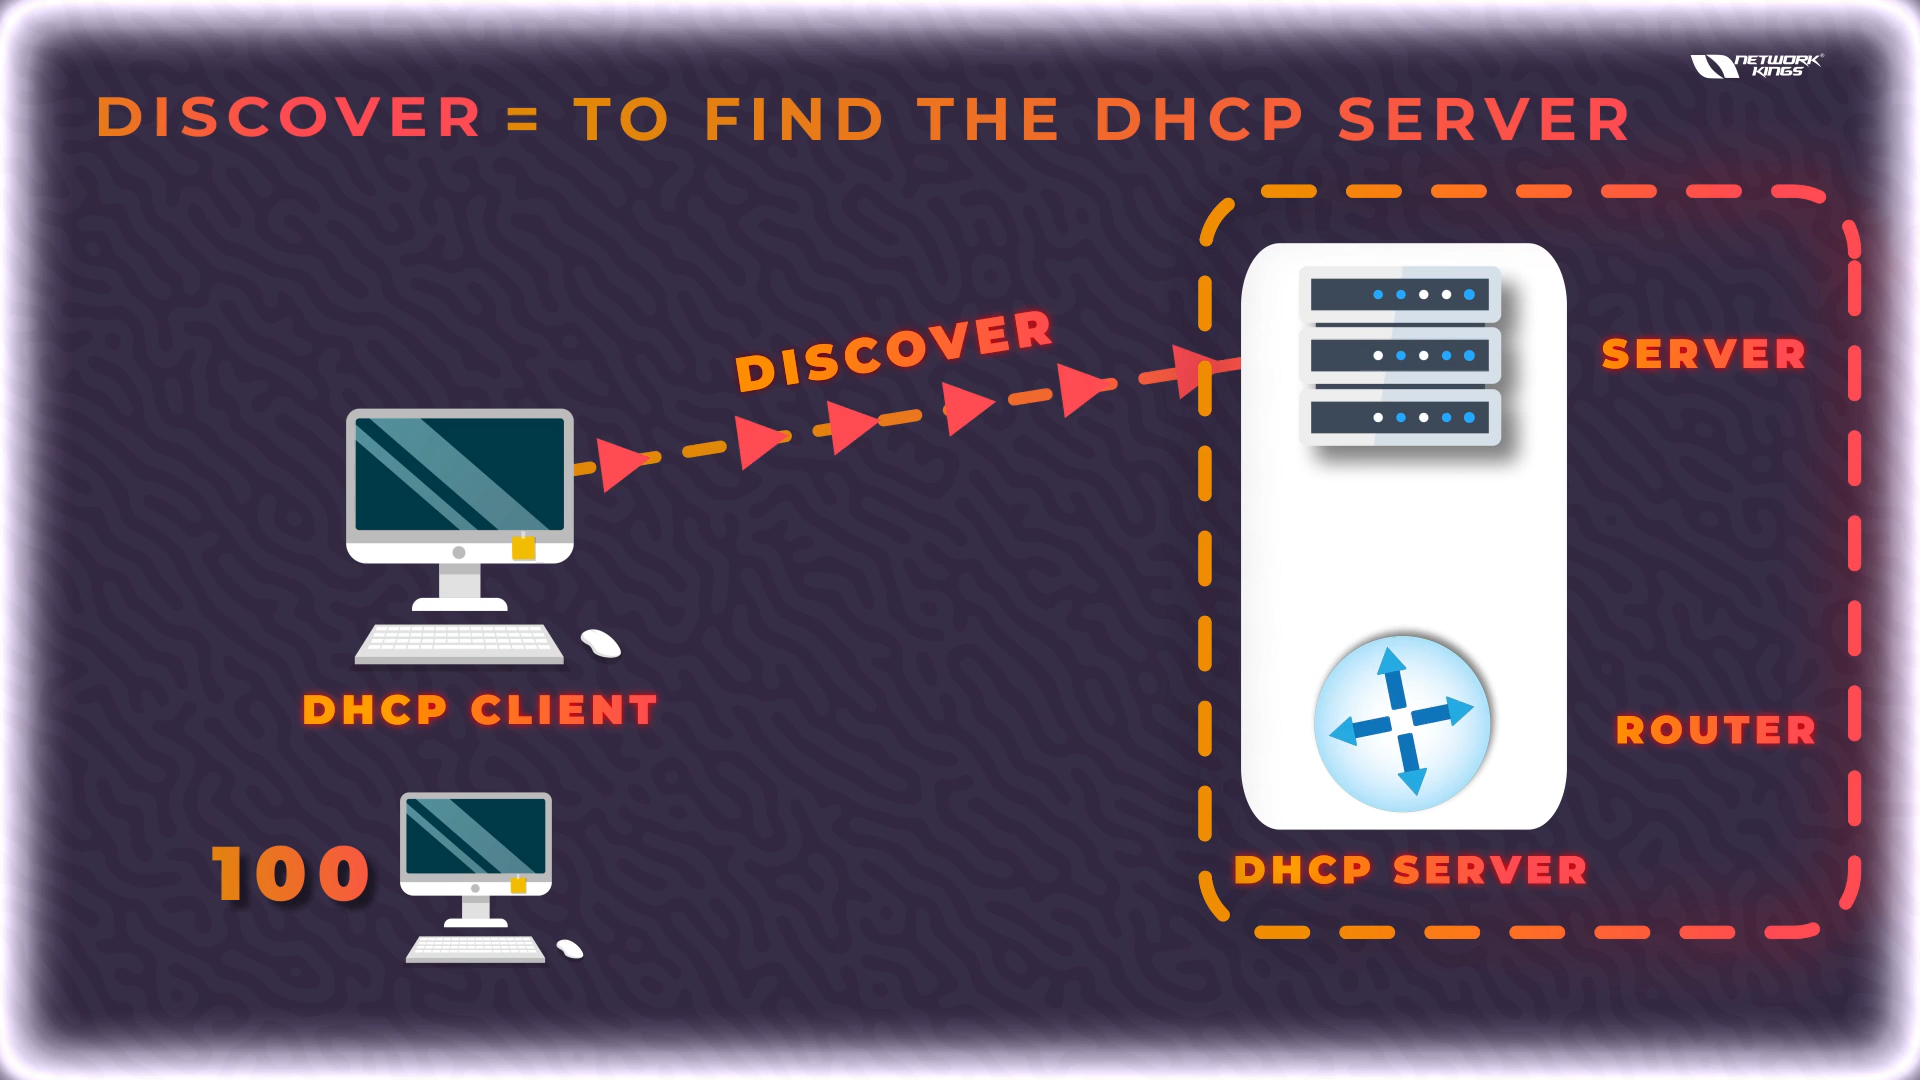 NETWORK
KINGS
DISCOVER = TO FIND THE DHCP SERVER
DISCOVER
SERVER
DHCP CLIENT
ROUTER
100
DHCP SERVER